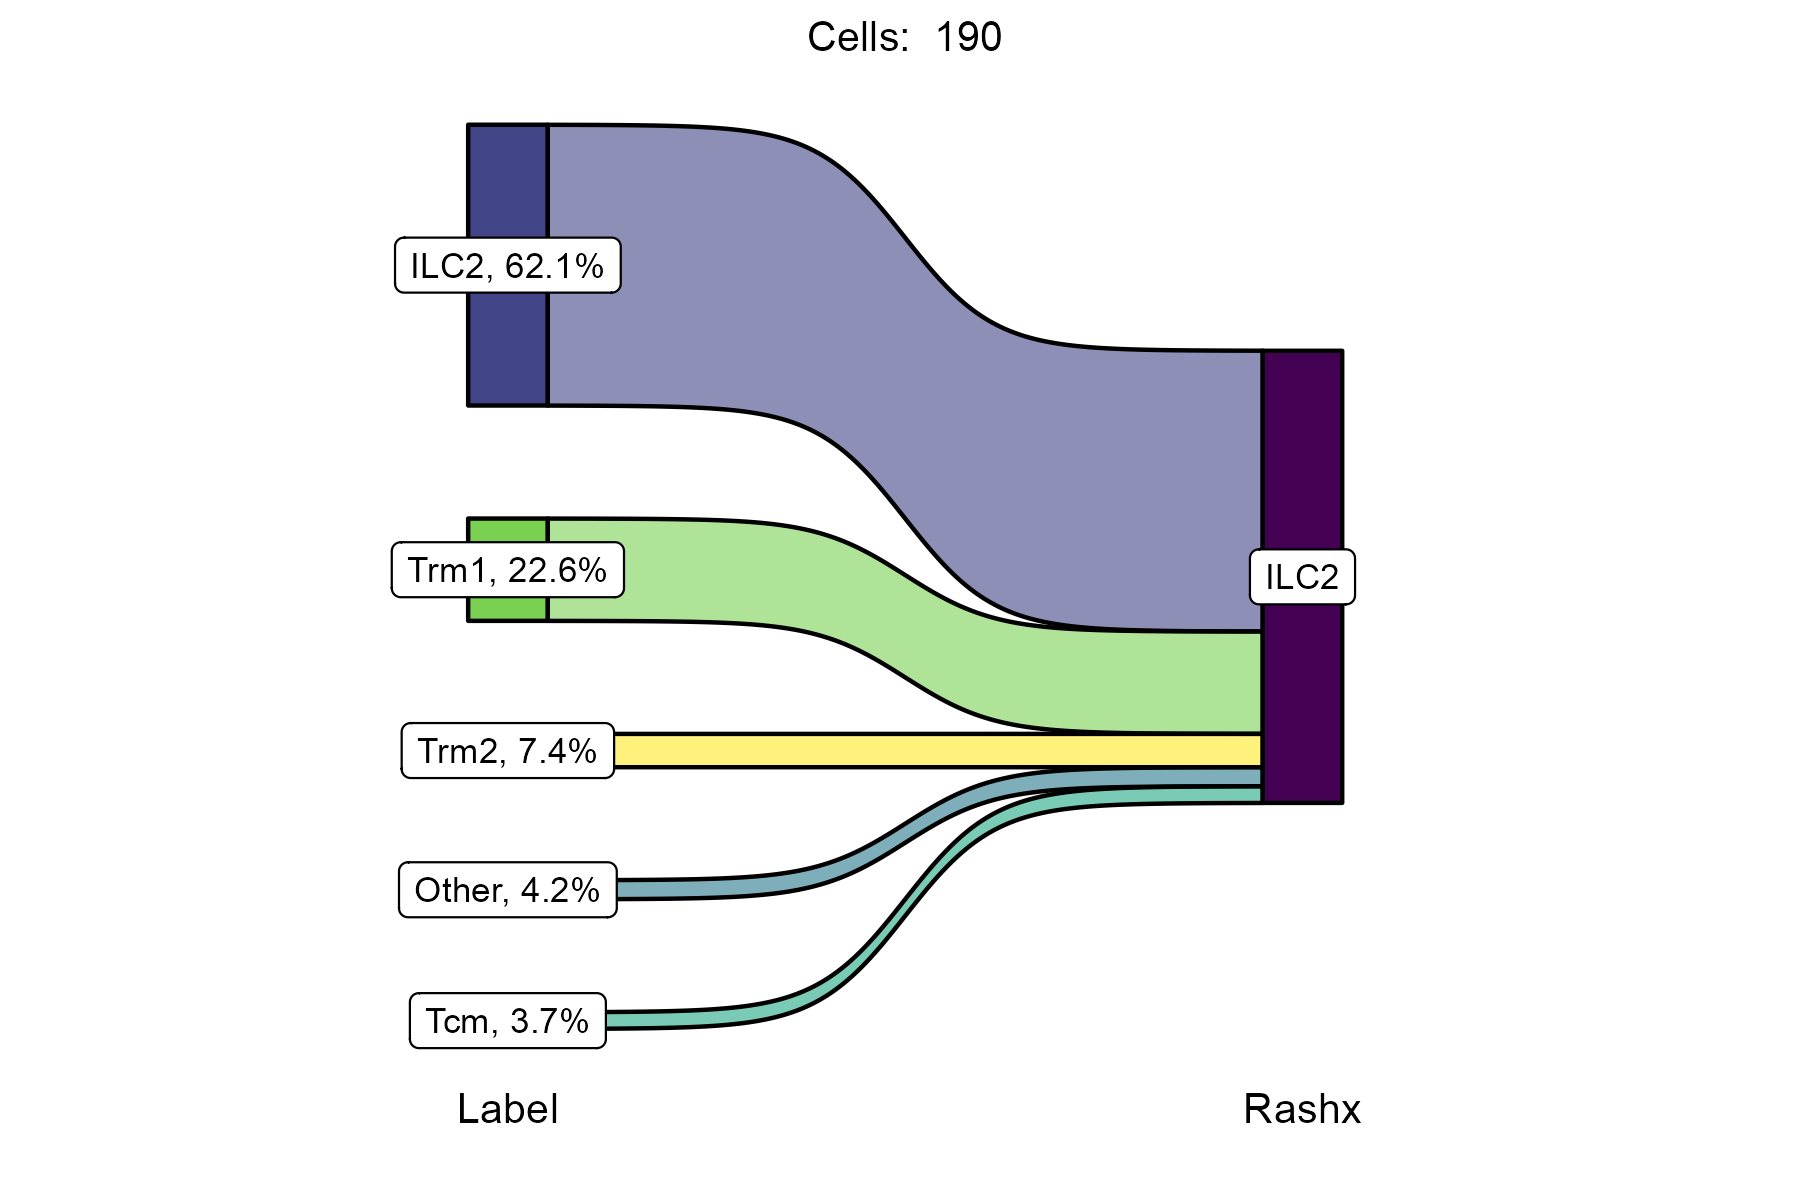 Cells:  190
ILC2, 62.1%
Trm1, 22.6%
ILC2
Trm2, 7.4%
Other, 4.2%
Tcm, 3.7%
Label
Rashx